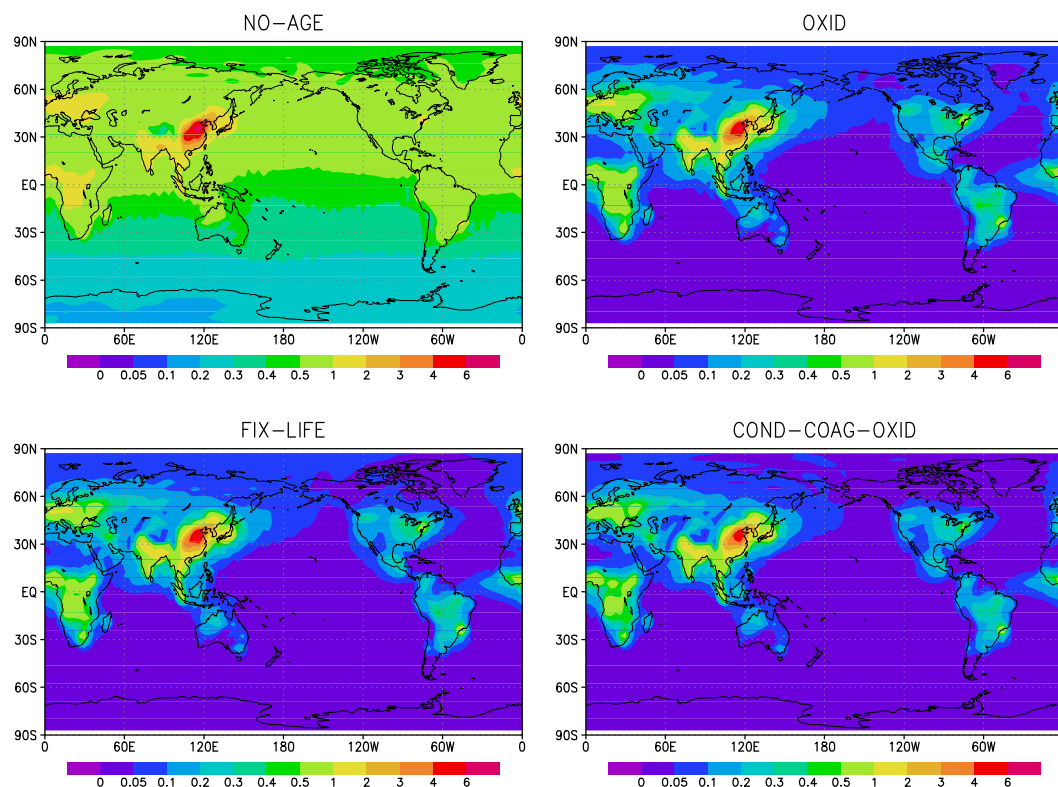 NO-AGE OXID
90N 90N
60N 60N
30N 30N
EQ EQ
30S 30S
60S 60S
90S 90S
0 60E 120E 180 120W 60W 0 0 60E 120E 180 120W 60W
0 0.05 0.1 0.2 0.3 0.4 0.5 1 2 3 4 6 0 0.05 0.1 0.2 0.3 0.4 0.5 1 2 3 4 6
FIX-LIFE COND-COAG-OXID
90N 90N
60N 60N
30N 30N
EQ EQ
30S 30S
60S 60S
90S 90S
0 60E 120E 180 120W 60W 0 0 60E 120E 180 120W 60W
0 0.05 0.1 0.2 0.3 0.4 0.5 1 2 3 4 6 0 0.05 0.1 0.2 0.3 0.4 0.5 1 2 3 4 6